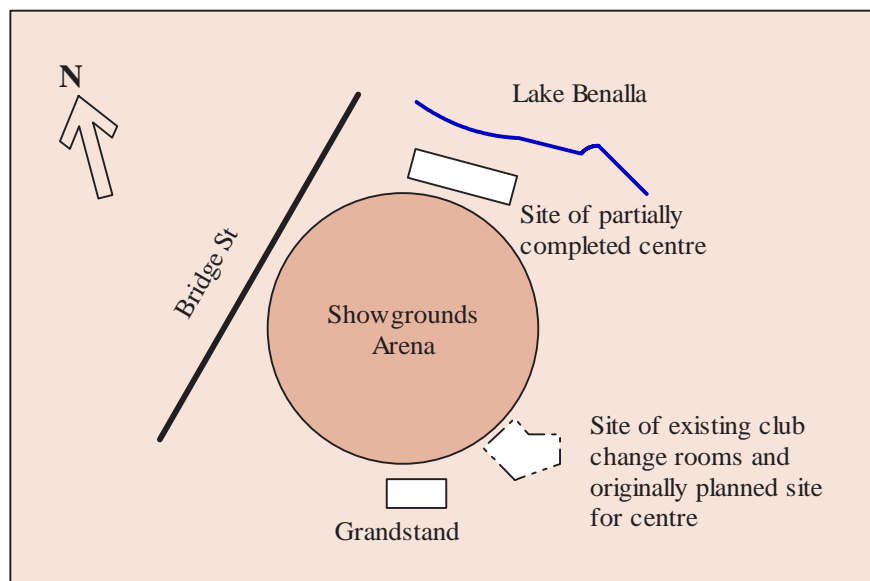 N
Lake Benalla
Site of partially
completed centre
Bridge St
Showgrounds
Arena
Site of existing club
change rooms and
originally planned site
for centre
Grandstand